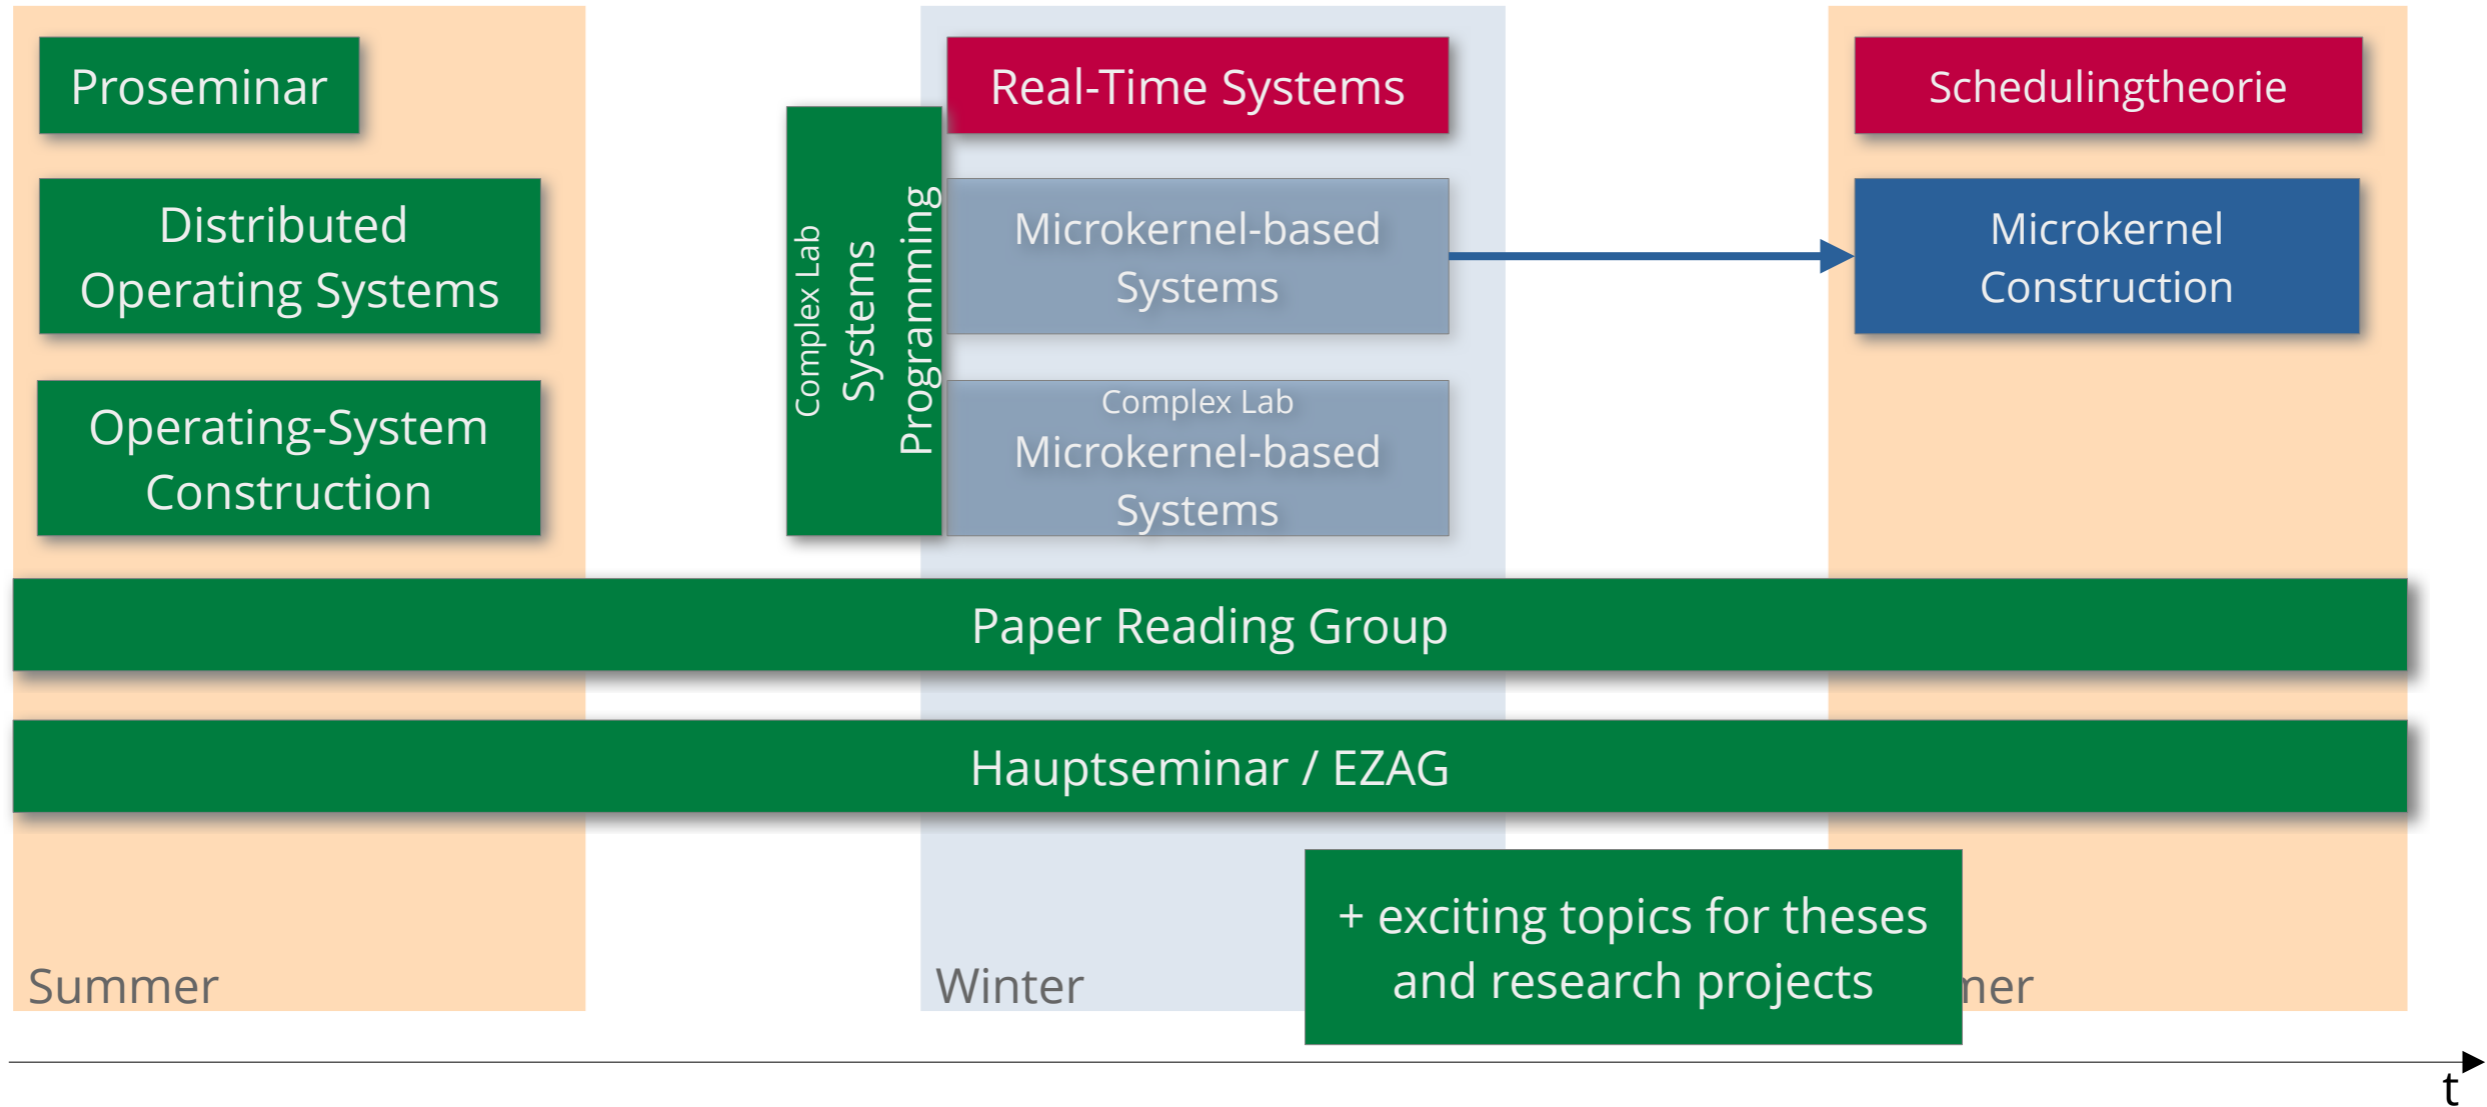 Proseminar
Distributed
Operating Systems
Operating-System
Construction
Complex Lab
Systems
Programming
Real-Time Systems
Microkernel-based
Systems
Complex Lab
Microkernel-based
Systems
Schedulingtheorie
Microkernel
Construction
Paper Reading Group
Hauptseminar / EZAG
+ exciting topics for theses
and research projects
Summer
Winter
t